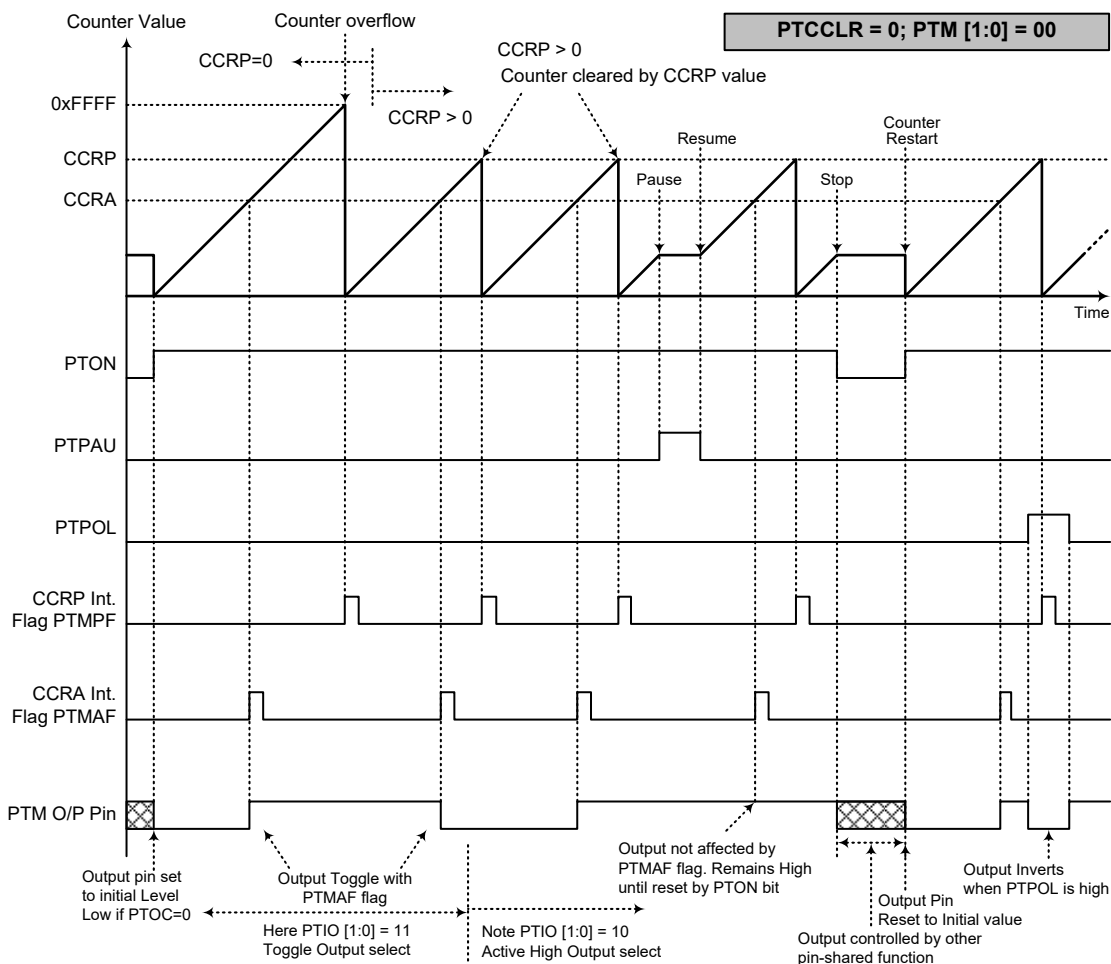 Counter Value
Counter overflow
PTCCLR = 0; PTM [1:0] = 00
CCRP=0
CCRP > 0
CCRP > 0
Counter cleared by CCRP value
0xFFFF
CCRP
CCRA
Pause
Resume
Stop
Counter
Restart
Time
PTON
PTPAU
PTPOL
CCRP Int.
Flag PTMPF
CCRA Int.
Flag PTMAF
PTM O/P Pin
Output pin set
to initial Level
Low if PTOC=0
Output Toggle with
PTMAF flag
Here PTIO [1:0] = 11
Toggle Output select
Note PTIO [1:0] = 10
Active High Output select
Output not affected by
PTMAF flag. Remains High
until reset by PTON bit
Output Pin
Reset to Initial value
Output controlled by other
pin-shared function
Output Inverts
when PTPOL is high